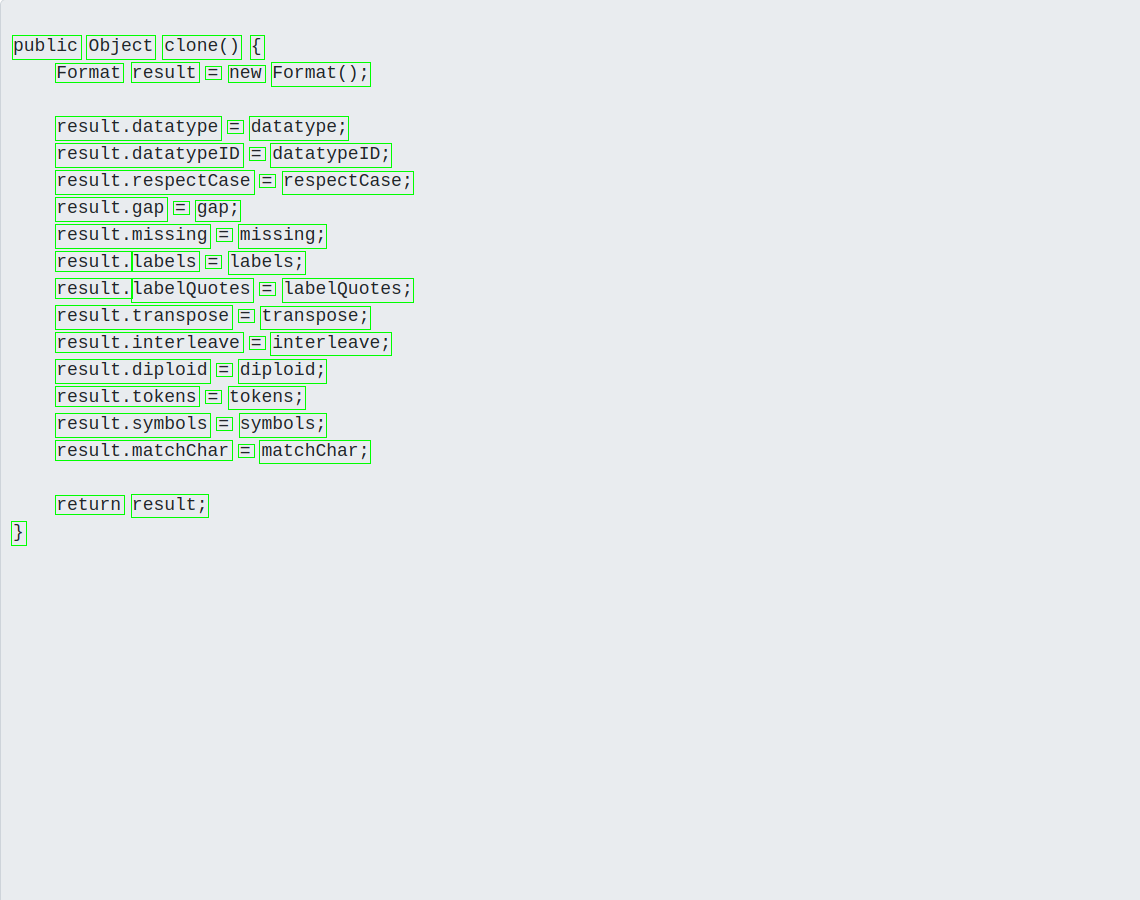 public Object clone() {
    Format result = new Format();

    result.datatype = datatype;
    result.datatypeID = datatypeID;
    result.respectCase = respectCase;
    result.gap = gap;
    result.missing = missing;
    result.labels = labels;
    result.labelQuotes = labelQuotes;
    result.transpose = transpose;
    result.interleave = interleave;
    result.diploid = diploid;
    result.tokens = tokens;
    result.symbols = symbols;
    result.matchChar = matchChar;

    return result;
}